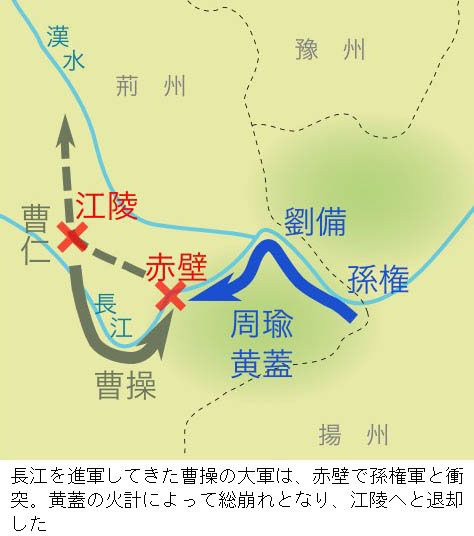 漢水
豫州
荊州
江陵
劉備
曹仁
赤壁
孫権
長江
周瑜
黄蓋
曹操
揚州
長江を進軍してきた曹操の大軍は、赤壁で孫権軍と衝
突。黄蓋の火計によって総崩れとなり、江陵へと退却
した